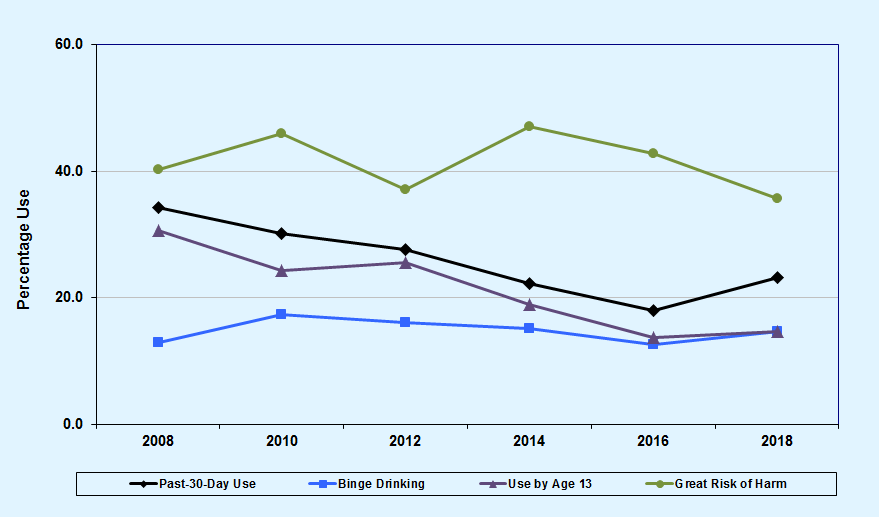 60.0
40.0
20.0
0.0
Percentage Use
2008 2010 2012 2014 2016 2018
Past-30-Day Use Binge Drinking Use by Age 13 Great Risk of Harm